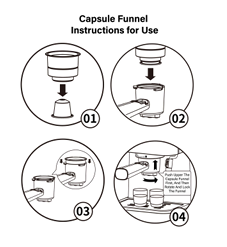 Capsule Funnel
Instructions for Use
01
02
03
04
Push Upper The
Capsule Funnel
First, And Then
Rotate And Lock
The Funnel